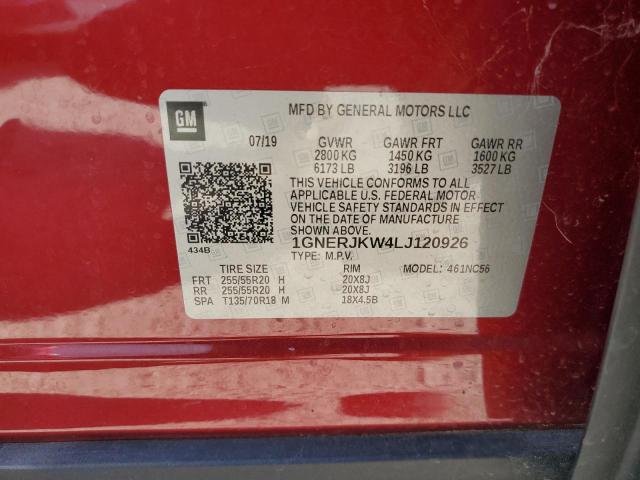 GM
MFD BY GENERAL MOTORS LLC
07/19 GVWR GAWR FRT GAWR RR
2800 KG 1450 KG 1600 KG
6173 LB 3196 LB 3527 LB
THIS VEHICLE CONFORMS TO ALL
APPLICABLE U.S. FEDERAL MOTOR
VEHICLE SAFETY STANDARDS IN EFFECT
ON THE DATE OF MANUFACTURE
SHOWN ABOVE.
434B
1GNERJKW4LJ120926
TYPE: M.P.V. MODEL: 461NC56
TIRE SIZE RIM
FRT 255/55R20 H 20X8J
RR 255/55R20 H 20X8J
SPA T135/70R18 M 18X4.5B